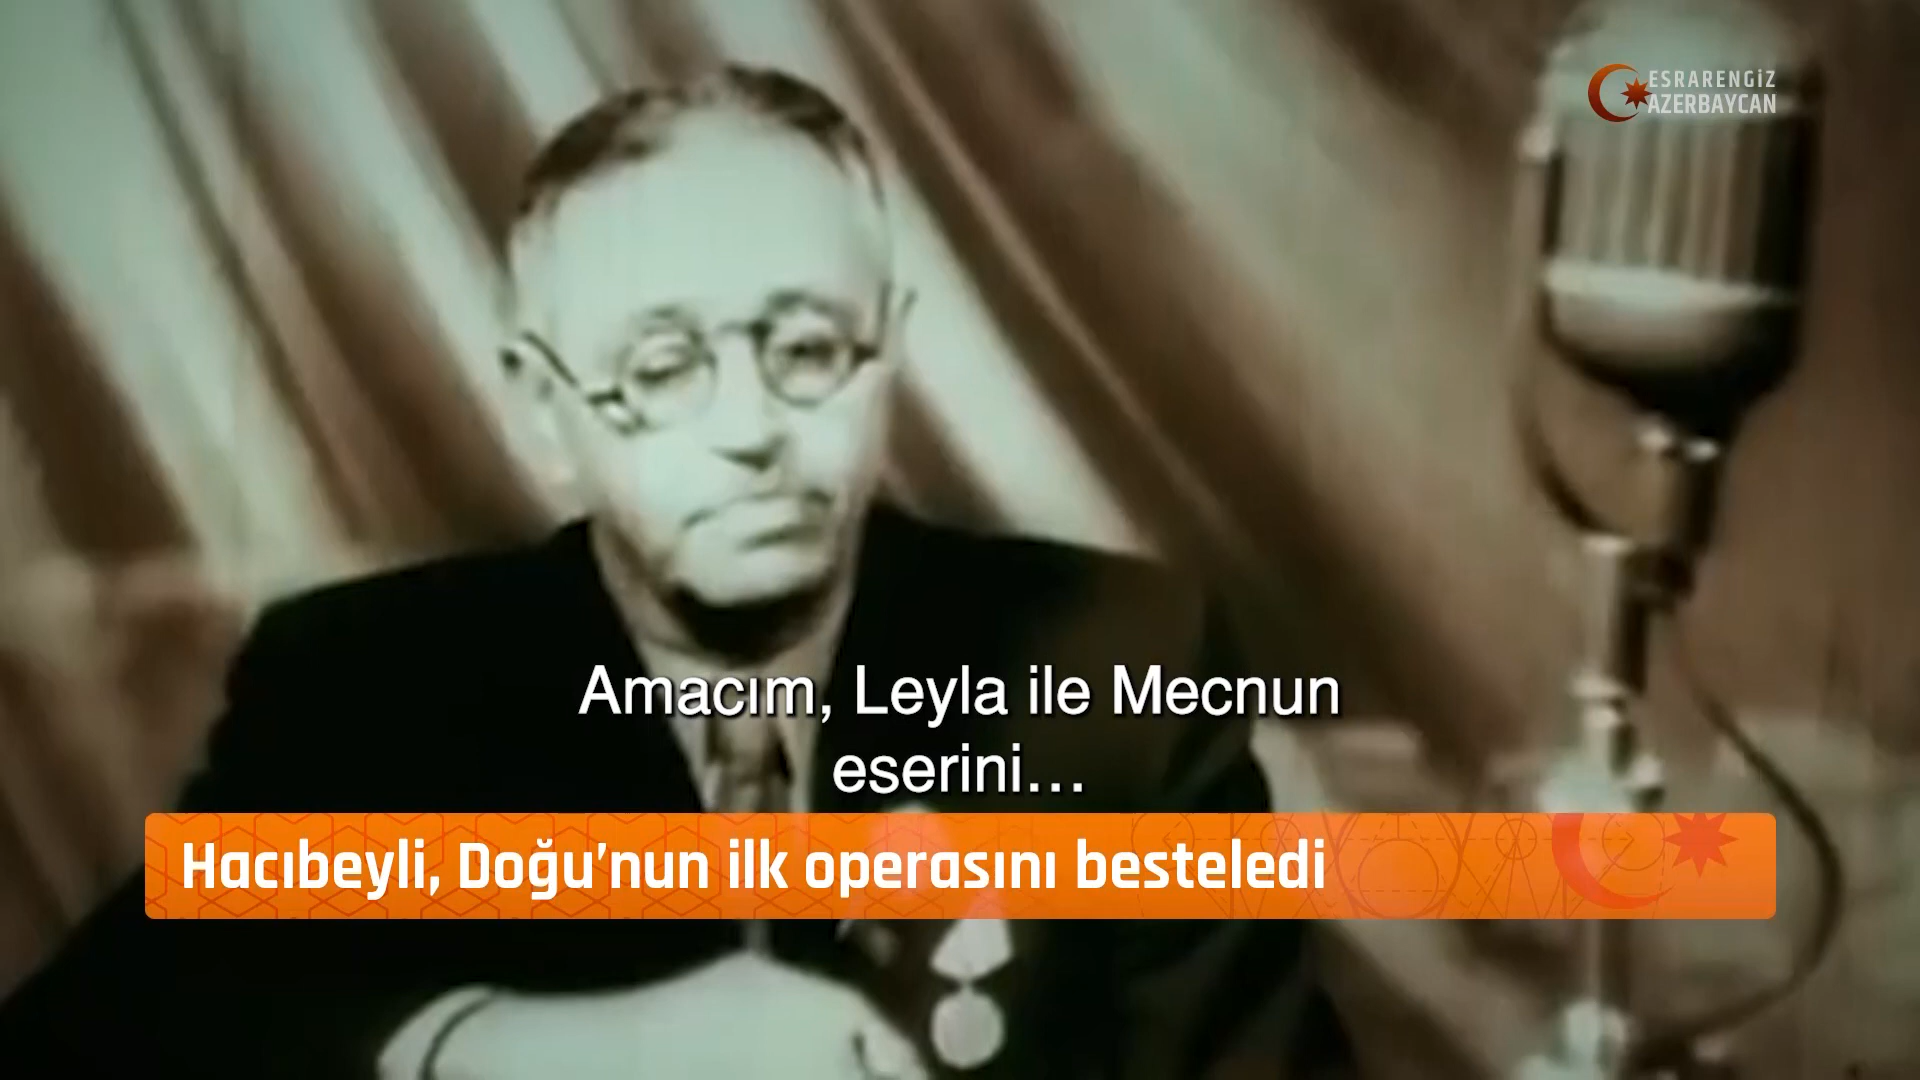 ESRARENGİZ
AZERBAYCAN
Amacım, Leyla ile Mecnun
eserini...
Hacıbeyli, Doğu'nun ilk operasını besteledi